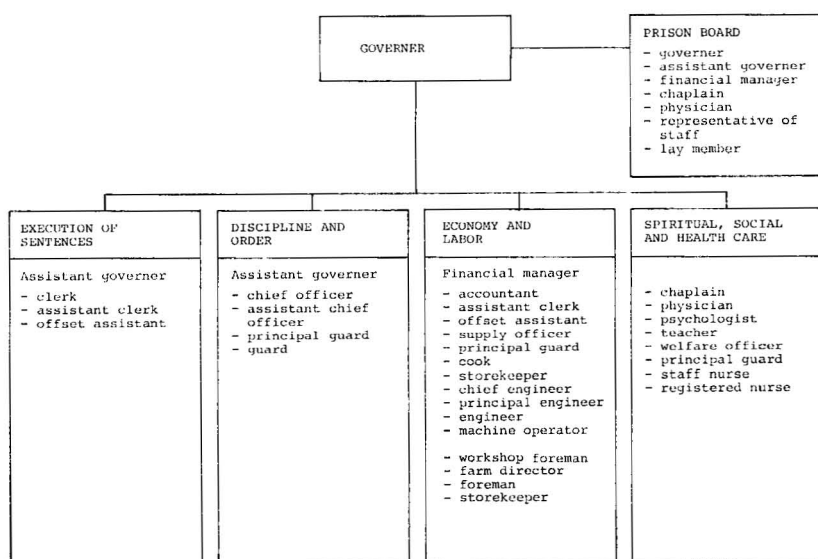 GOVERNER
PRISON BOARD
- governer
- assistant governer
- financial manager
- chaplain
- physician
- representative of
staff
- lay member
EXECUTION OF
SENTENCES
Assistant governer
- clerk
- assistant clerk
- offset assistant
DISCIPLINE AND
ORDER
Assistant governer
- chief officer
- assistant chief
officer
- principal guard
- guard
ECONOMY AND
LABOR
Financial manager
- accountant
- assistant clerk
- offset assistant
- supply officer
- principal guard
- cook
- storekeeper
- chief engineer
- principal engineer
- engineer
- machine operator
- workshop foreman
- farm director
- foreman
- storekeeper
SPIRITUAL, SOCIAL
AND HEALTH CARE
- chaplain
- physician
- psychologist
- teacher
- welfare officer
- principal guard
- staff nurse
- registered nurse